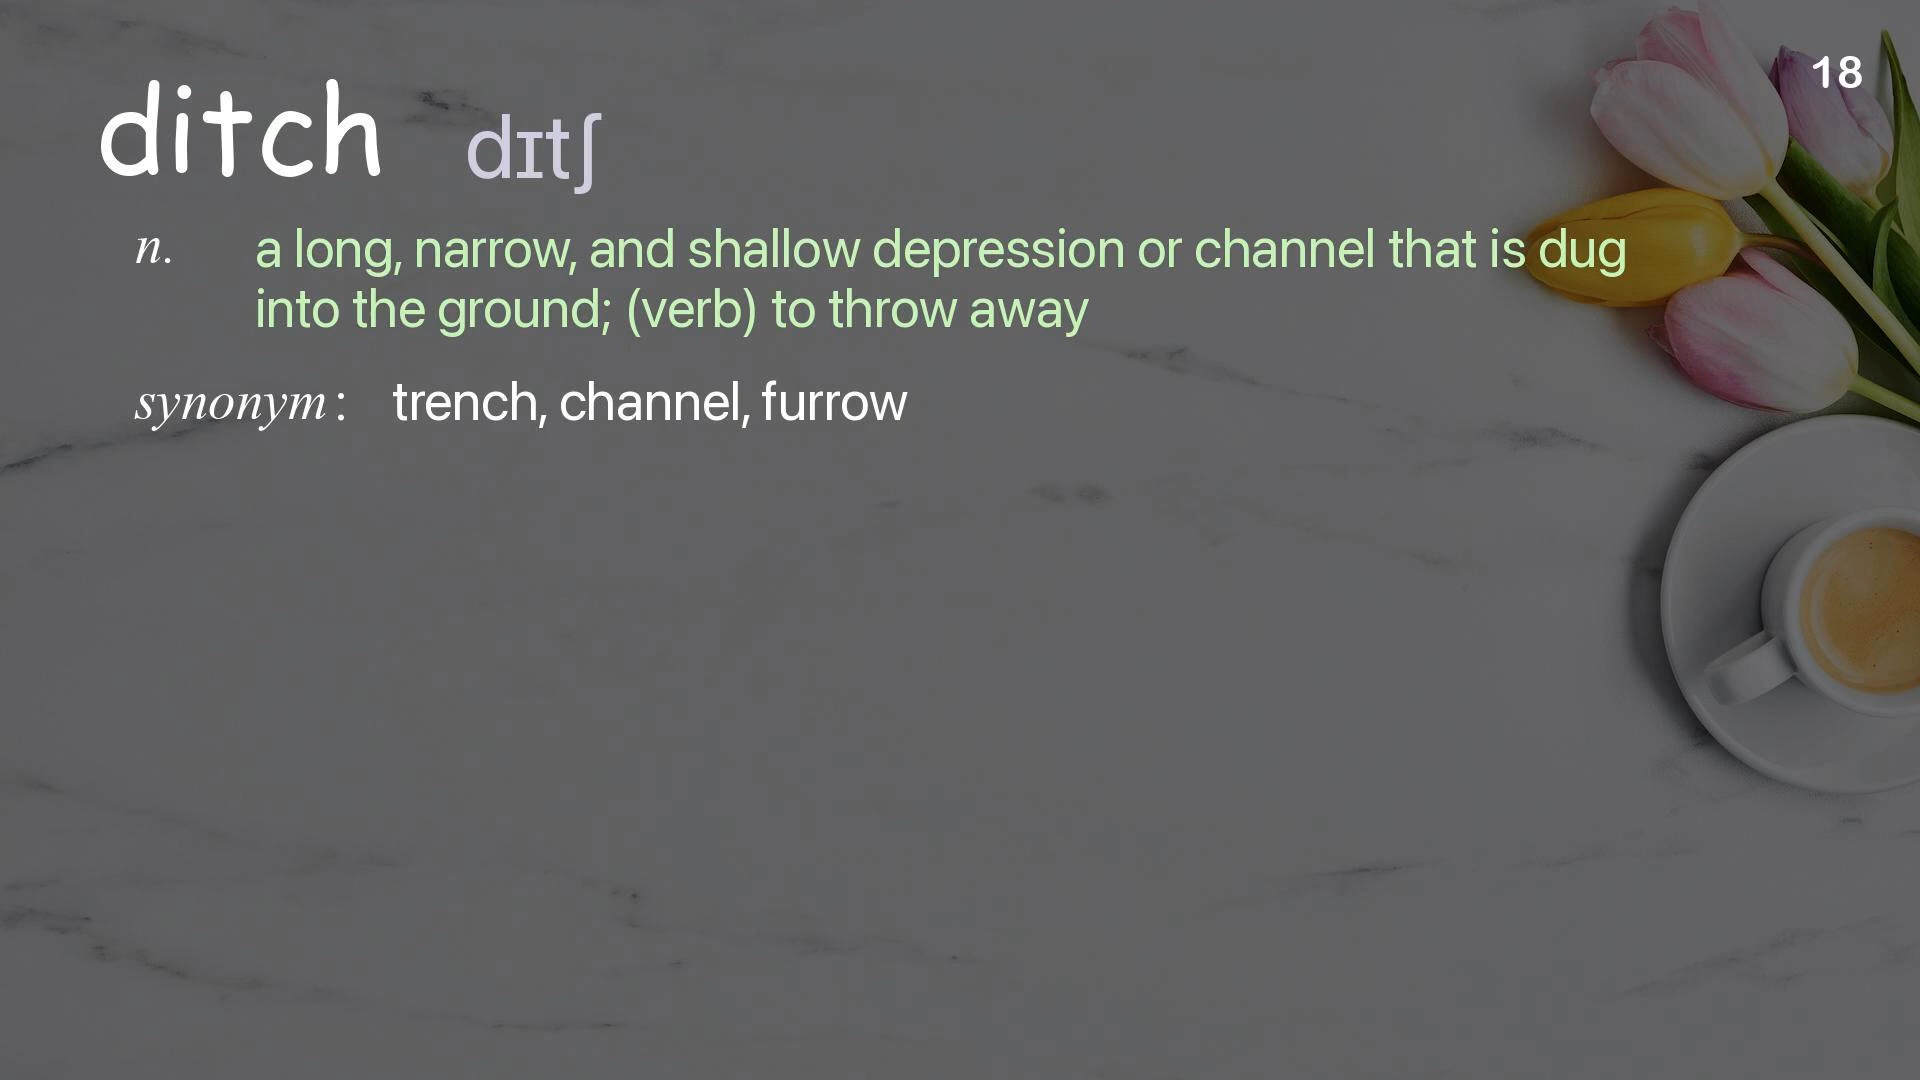 18
ditch dɪtʃ
n. a long, narrow, and shallow depression or channel that is dug
into the ground; (verb) to throw away
synonym: trench, channel, furrow